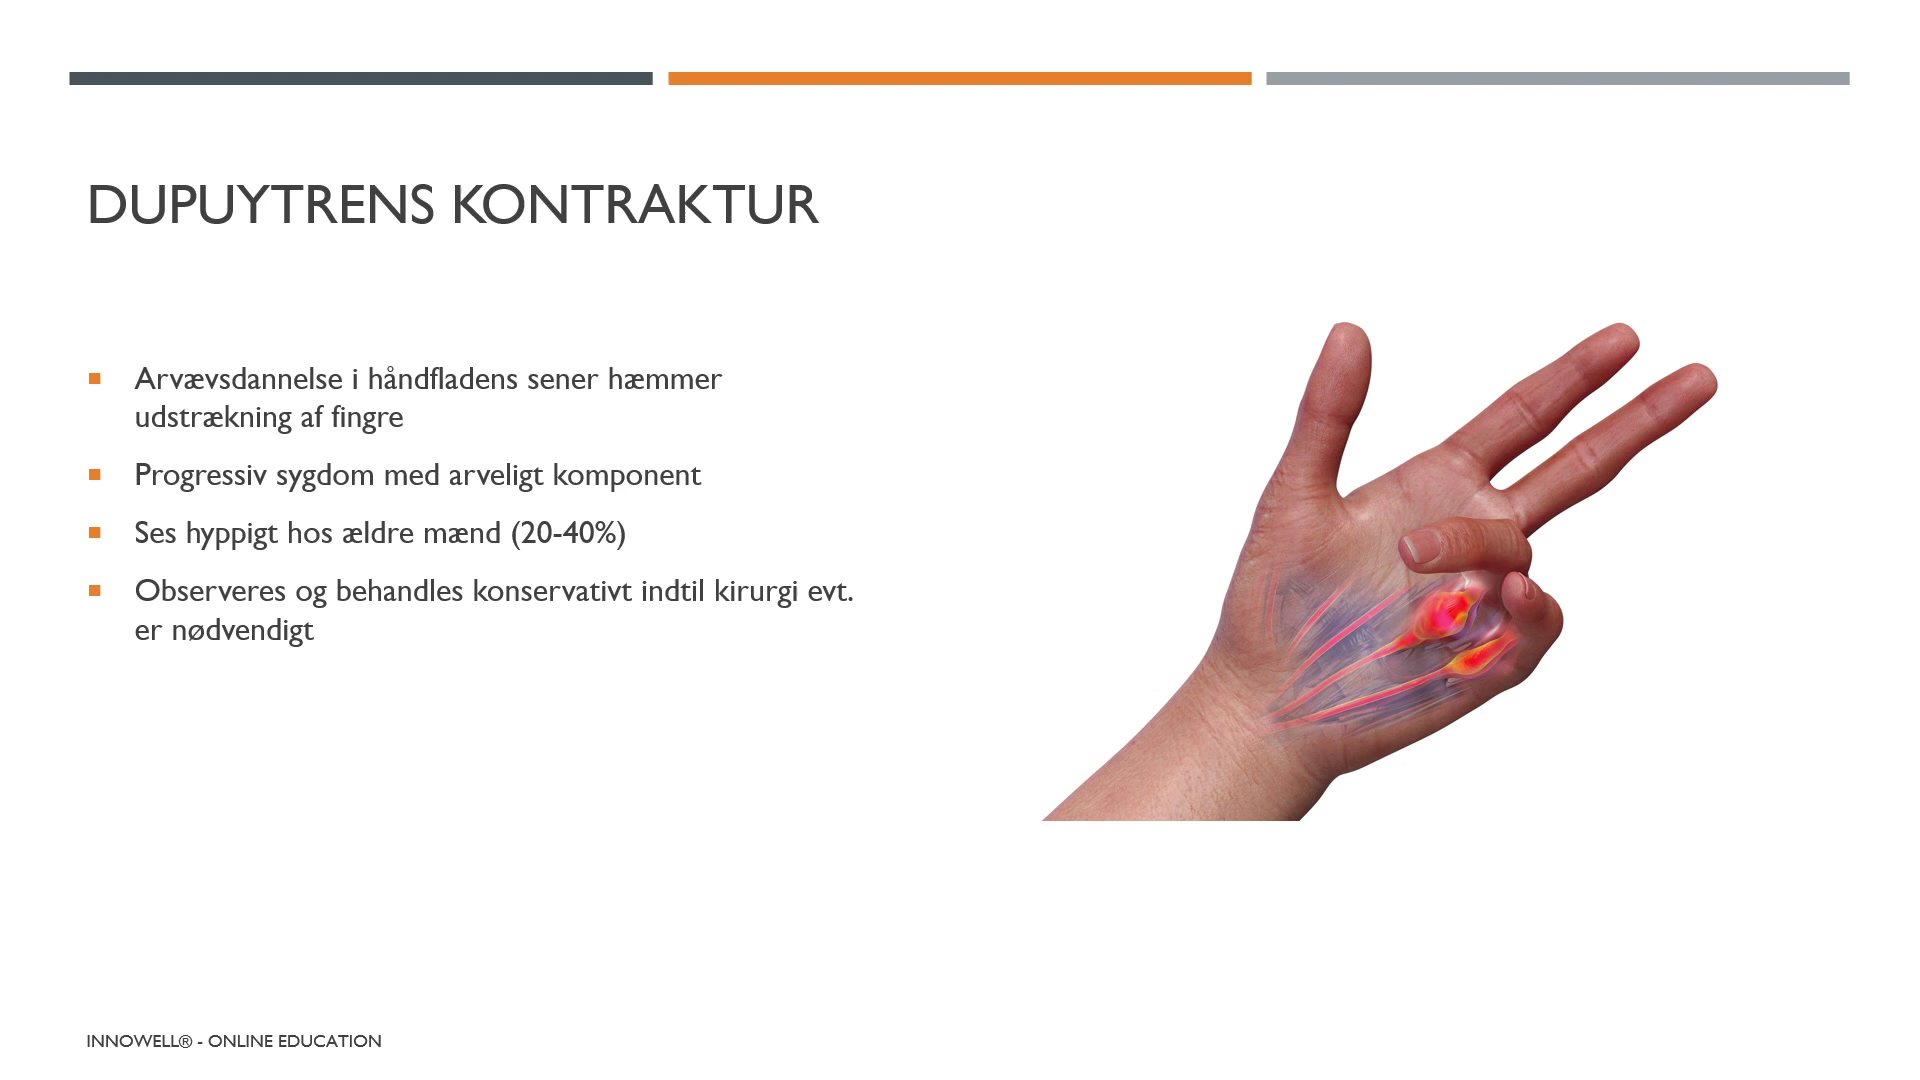 DUPUYTRENS KONTRAKTUR
Arvævsdannelse i håndfladens sener hæmmer
udstrækning af fingre
Progressiv sygdom med arveligt komponent
Ses hyppigt hos ældre mænd (20-40%)
Observeres og behandles konservativt indtil kirurgi evt.
er nødvendigt
INNOWELL® - ONLINE EDUCATION